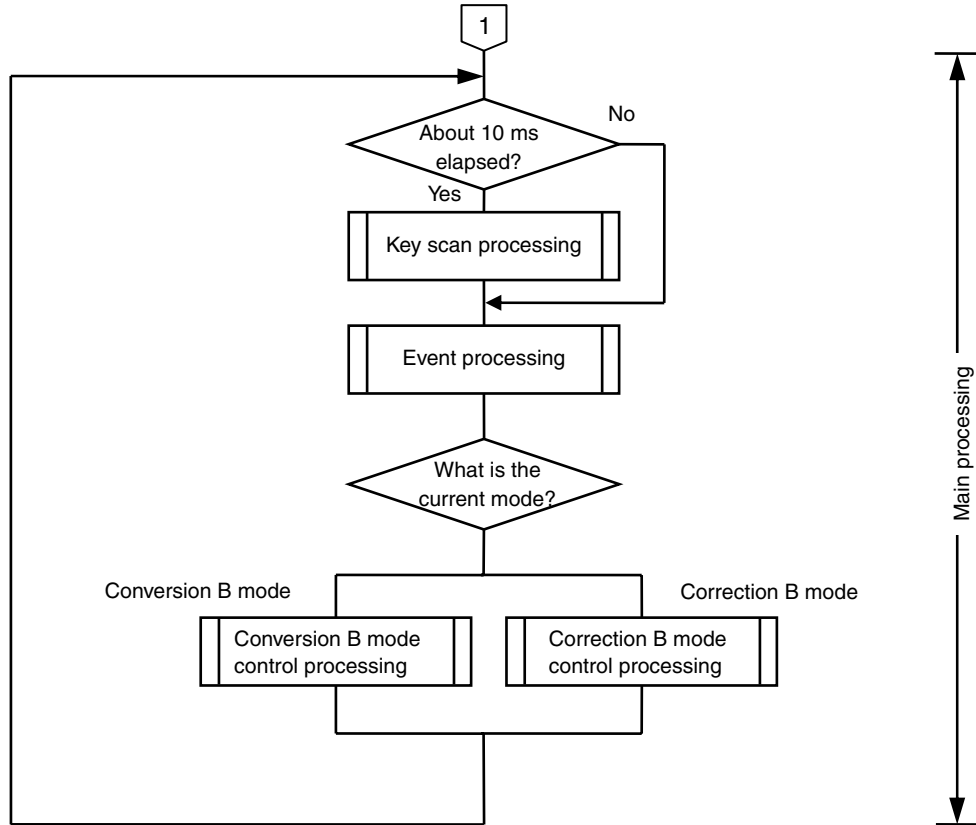 1
About 10 ms
elapsed?
No
Yes
Key scan processing
Event processing
What is the
current mode?
Conversion B mode
Correction B mode
Conversion B mode
control processing
Correction B mode
control processing
Main processing